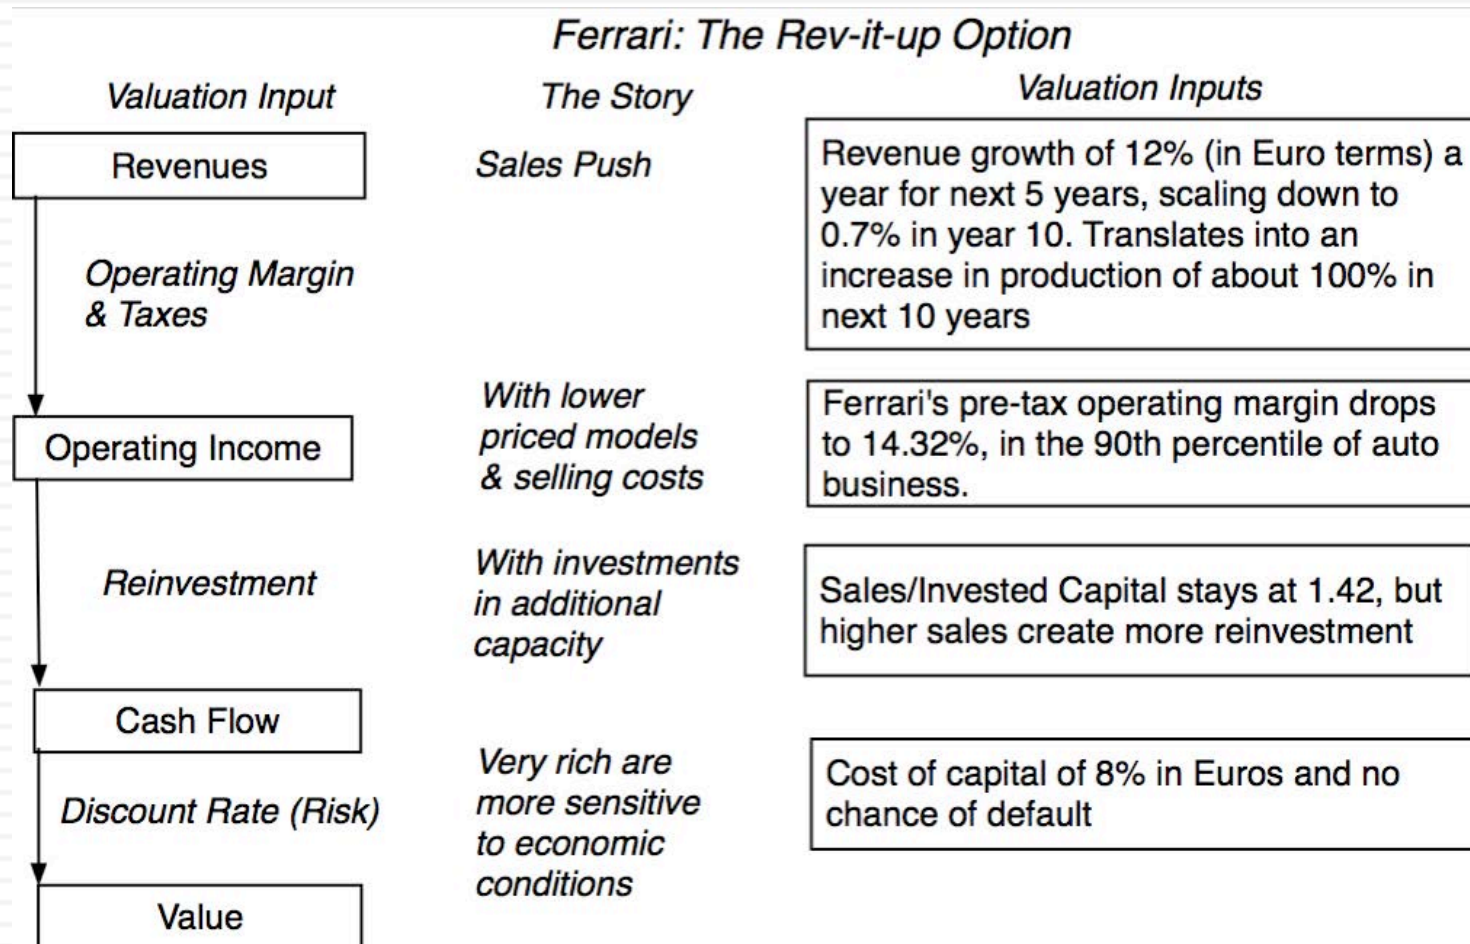 Ferrari: The Rev-it-up Option
Valuation Input
The Story
Valuation Inputs
Revenues
Sales Push
Revenue growth of 12% (in Euro terms) a
year for next 5 years, scaling down to
0.7% in year 10. Translates into an
increase in production of about 100% in
next 10 years
Operating Margin
& Taxes
Operating Income
With lower
priced models
& selling costs
Ferrari's pre-tax operating margin drops
to 14.32%, in the 90th percentile of auto
business.
Reinvestment
With investments
in additional
capacity
Sales/Invested Capital stays at 1.42, but
higher sales create more reinvestment
Cash Flow
Discount Rate (Risk)
Very rich are
more sensitive
to economic
conditions
Cost of capital of 8% in Euros and no
chance of default
Value